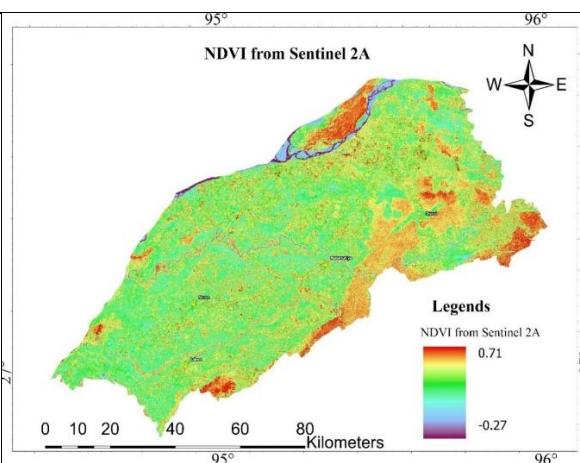 95° 96°
NDVI from Sentinel 2A
N
W E
S
Legends
NDVI from Sentinel 2A
0.71
-0.27
27°
0 10 20 40 60 80
Kilometers
95° 96°